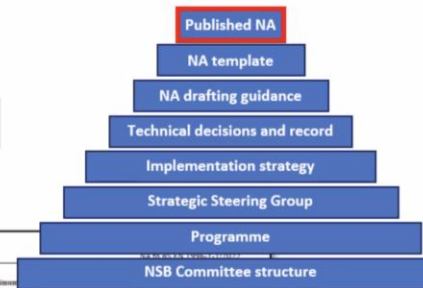 Published NA
NA template
NA drafting guidance
Technical decisions and record
Implementation strategy
Strategic Steering Group
Programme
NSB Committee structure